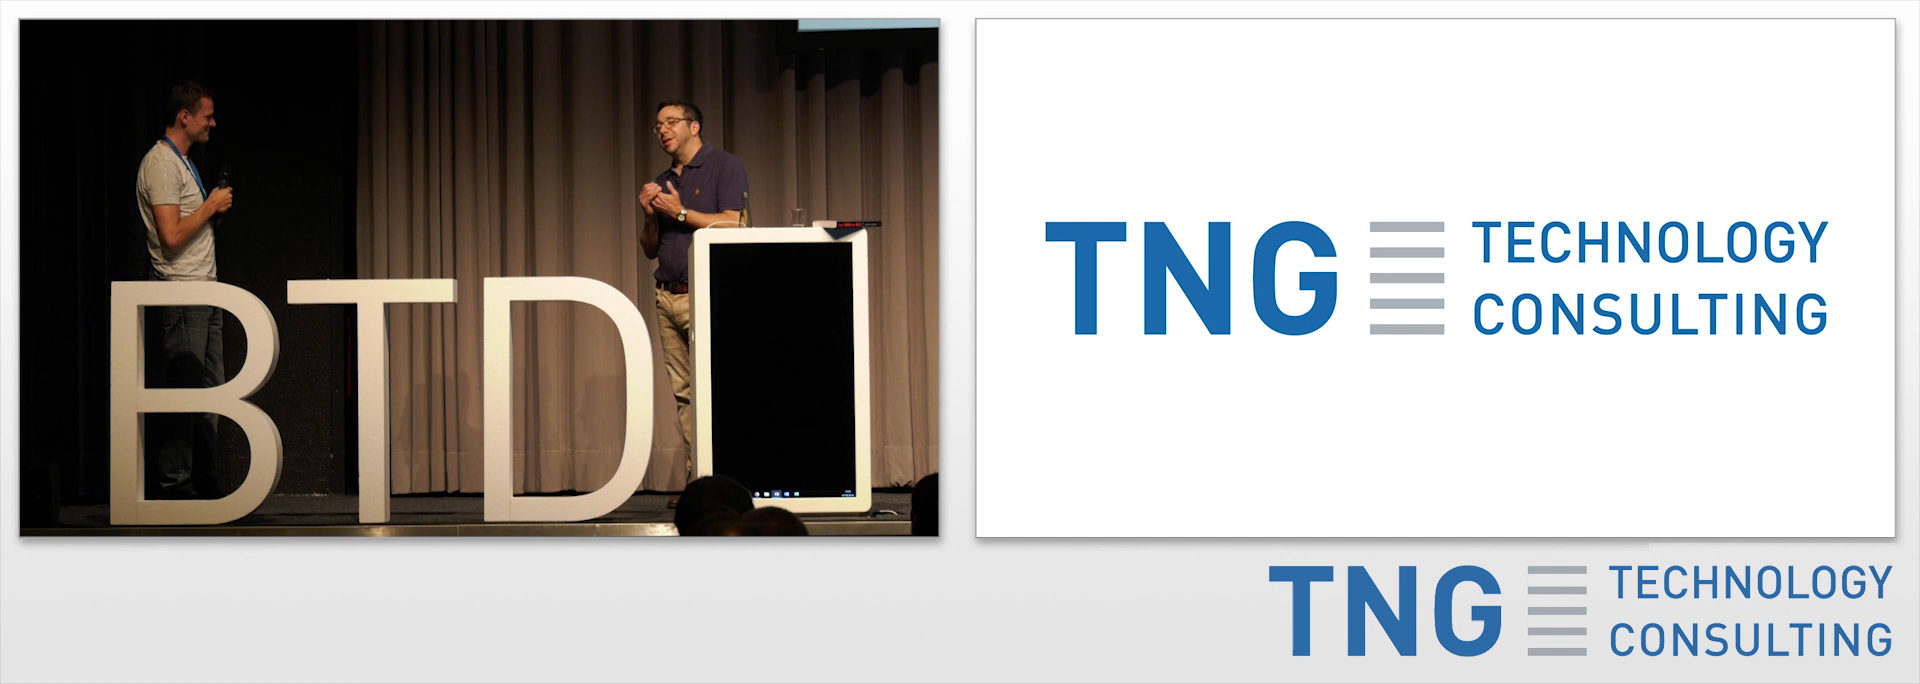 BTD
TNG TECHNOLOGY
CONSULTING
TNG TECHNOLOGY
CONSULTING